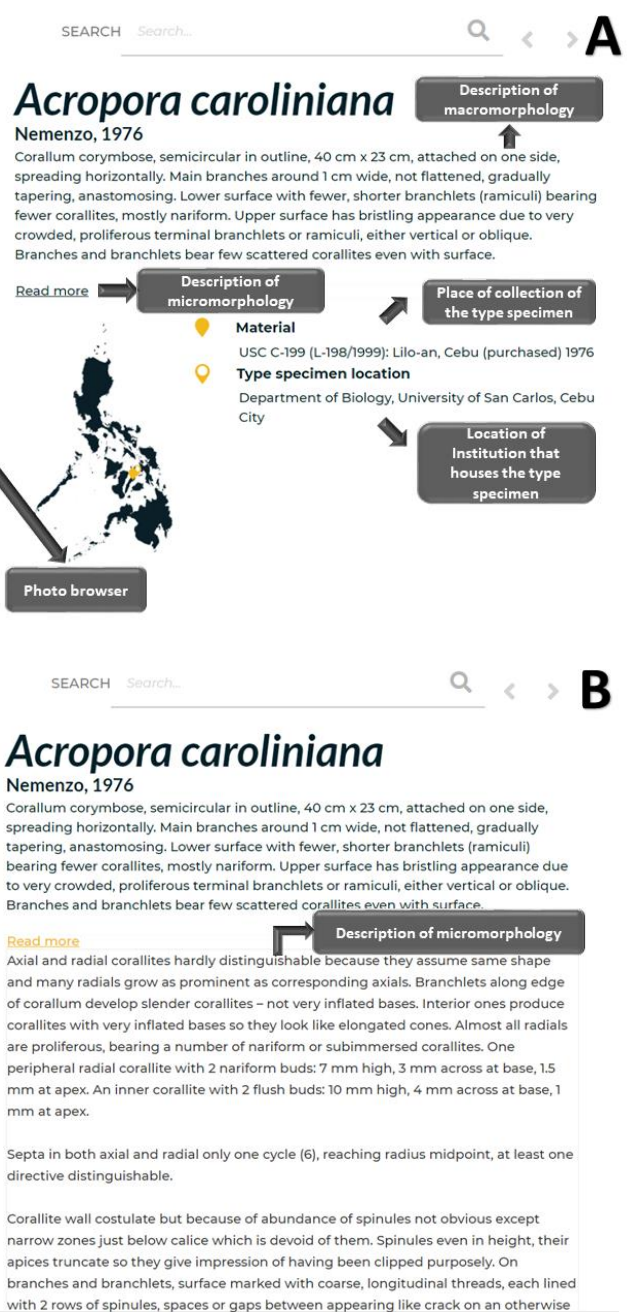 SEARCH Search...
A
Acropora caroliniana
Description of
macromorphology
Nemenzo, 1976
Corallum corymbose, semicircular in outline, 40 cm x 23 cm, attached on one side,
spreading horizontally. Main branches around 1 cm wide, not flattened, gradually
tapering, anastomosing. Lower surface with fewer, shorter branchlets (ramiculi) bearing
fewer corallites, mostly nariform. Upper surface has bristling appearance due to very
crowded, proliferous terminal branchlets or ramiculi, either vertical or oblique.
Branches and branchlets bear few scattered corallites even with surface.
Read more
Description of
micromorphology
Place of collection of
the type specimen
Material
USC C-199 (L-198/1999): Lilo-an, Cebu (purchased) 1976
Type specimen location
Department of Biology, University of San Carlos, Cebu
City
Location of
Institution that
houses the type
specimen
Photo browser
SEARCH Search...
B
Acropora caroliniana
Nemenzo, 1976
Corallum corymbose, semicircular in outline, 40 cm x 23 cm, attached on one side,
spreading horizontally. Main branches around 1 cm wide, not flattened, gradually
tapering, anastomosing. Lower surface with fewer, shorter branchlets (ramiculi)
bearing fewer corallites, mostly nariform. Upper surface has bristling appearance due
to very crowded, proliferous terminal branchlets or ramiculi, either vertical or oblique.
Branches and branchlets bear few scattered corallites even with surface.
Read more
Description of micromorphology
Axial and radial corallites hardly distinguishable because they assume same shape
and many radials grow as prominent as corresponding axials. Branchlets along edge
of corallum develop slender corallites – not very inflated bases. Interior ones produce
corallites with very inflated bases so they look like elongated cones. Almost all radials
are proliferous, bearing a number of nariform or subimmersed corallites. One
peripheral radial corallite with 2 nariform buds: 7 mm high, 3 mm across at base, 1.5
mm at apex. An inner corallite with 2 flush buds: 10 mm high, 4 mm across at base, 1
mm at apex.
Septa in both axial and radial only one cycle (6), reaching radius midpoint, at least one
directive distinguishable.
Corallite wall costulate but because of abundance of spinules not obvious except
narrow zones just below calice which is devoid of them. Spinules even in height, their
apices truncate so they give impression of having been clipped purposely. On
branches and branchlets, surface marked with coarse, longitudinal threads, each lined
with 2 rows of spinules, spaces or gaps between appearing like crack on an otherwise